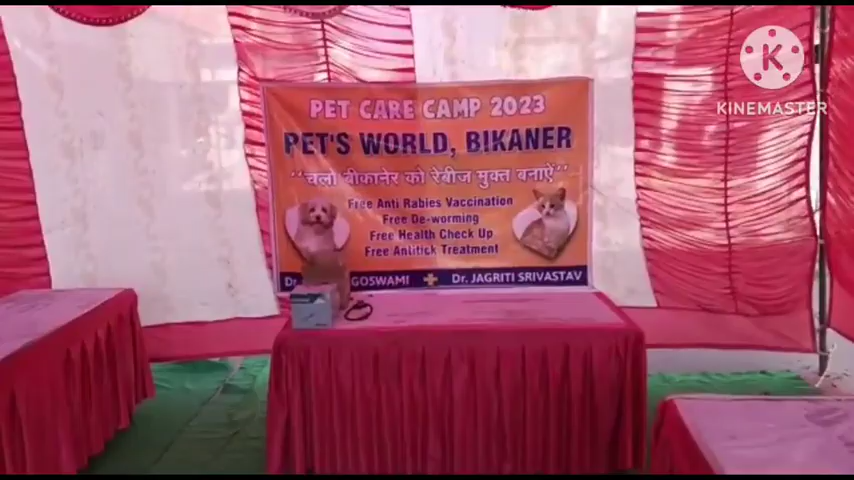 K
KINEMASTER
PET CARE CAMP 2023
PET'S WORLD, BIKANER
"चलो बीकानेर को रेबीज मुक्त बनाऐं"
Free Anti Rabies Vaccination
Free De-worming
Free Health Check Up
Free Antitick Treatment
GOSWAMI + Dr. JAGRITI SRIVASTAV